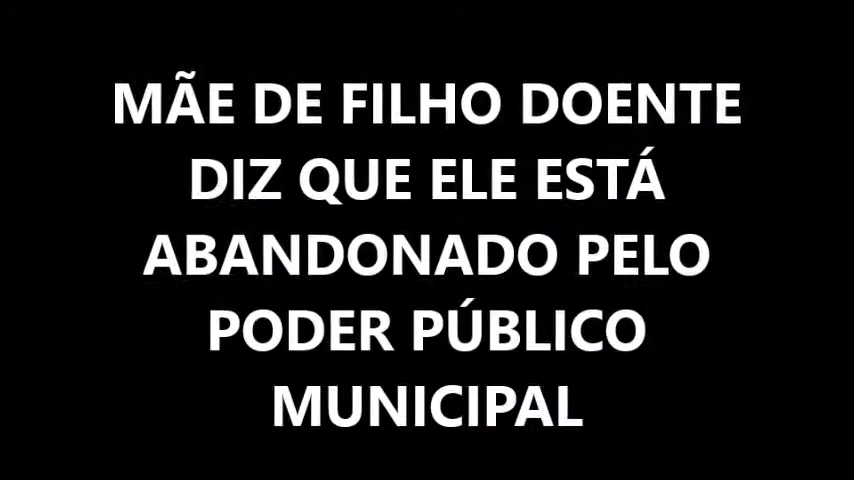 MÃE DE FILHO DOENTE
DIZ QUE ELE ESTÁ
ABANDONADO PELO
PODER PÚBLICO
MUNICIPAL